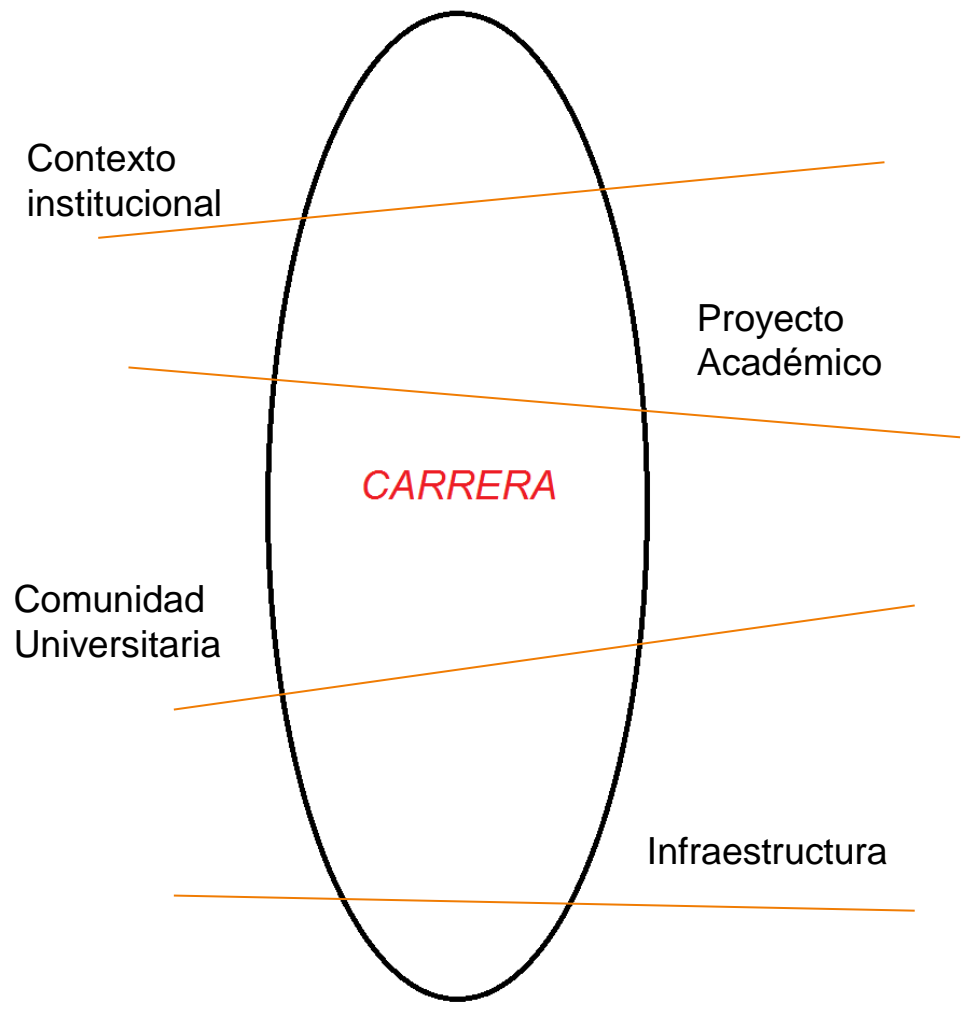 Contexto
institucional
Proyecto
Académico
CARRERA
Comunidad
Universitaria
Infraestructura